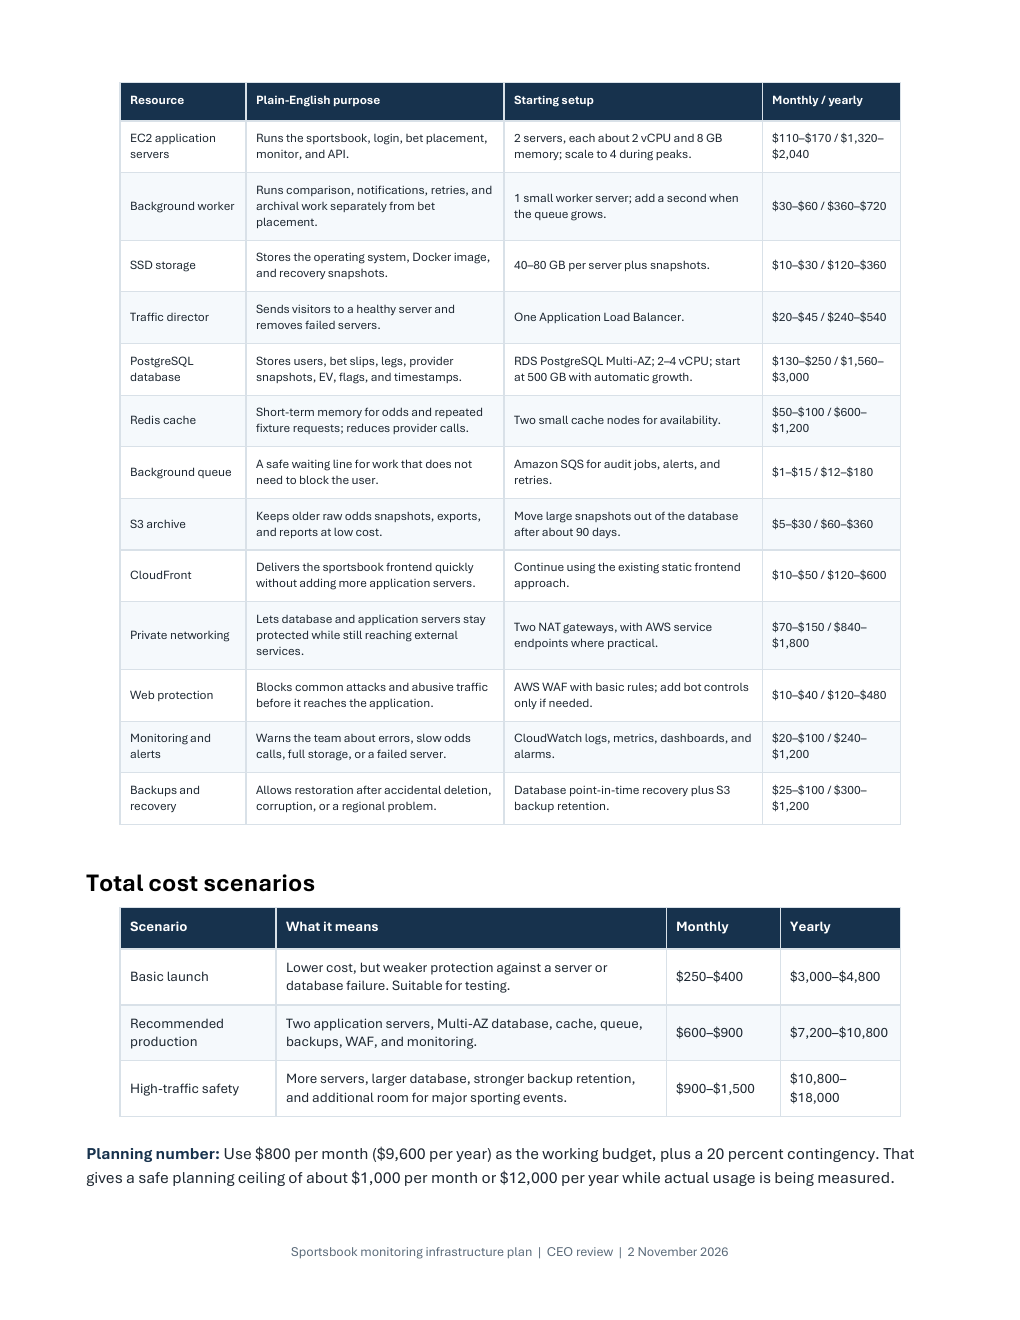 Resource Plain-English purpose Starting setup Monthly / yearly
EC2 application servers
Runs the sportsbook, login, bet placement, monitor, and API.
2 servers, each about 2 vCPU and 8 GB memory; scale to 4 during peaks.
$110–$170 / $1,320–$2,040
Background worker
Runs comparison, notifications, retries, and archival work separately from bet placement.
1 small worker server; add a second when the queue grows.
$30–$60 / $360–$720
SSD storage
Stores the operating system, Docker image, and recovery snapshots.
40–80 GB per server plus snapshots.
$10–$30 / $120–$360
Traffic director
Sends visitors to a healthy server and removes failed servers.
One Application Load Balancer.
$20–$45 / $240–$540
PostgreSQL database
Stores users, bet slips, legs, provider snapshots, EV, flags, and timestamps.
RDS PostgreSQL Multi-AZ; 2–4 vCPU; start at 500 GB with automatic growth.
$130–$250 / $1,560–$3,000
Redis cache
Short-term memory for odds and repeated fixture requests; reduces provider calls.
Two small cache nodes for availability.
$50–$100 / $600–$1,200
Background queue
A safe waiting line for work that does not need to block the user.
Amazon SQS for audit jobs, alerts, and retries.
$1–$15 / $12–$180
S3 archive
Keeps older raw odds snapshots, exports, and reports at low cost.
Move large snapshots out of the database after about 90 days.
$5–$30 / $60–$360
CloudFront
Delivers the sportsbook frontend quickly without adding more application servers.
Continue using the existing static frontend approach.
$10–$50 / $120–$600
Private networking
Lets database and application servers stay protected while still reaching external services.
Two NAT gateways, with AWS service endpoints where practical.
$70–$150 / $840–$1,800
Web protection
Blocks common attacks and abusive traffic before it reaches the application.
AWS WAF with basic rules; add bot controls only if needed.
$10–$40 / $120–$480
Monitoring and alerts
Warns the team about errors, slow odds calls, full storage, or a failed server.
CloudWatch logs, metrics, dashboards, and alarms.
$20–$100 / $240–$1,200
Backups and recovery
Allows restoration after accidental deletion, corruption, or a regional problem.
Database point-in-time recovery plus S3 backup retention.
$25–$100 / $300–$1,200
Total cost scenarios
Scenario What it means Monthly Yearly
Basic launch
Lower cost, but weaker protection against a server or database failure. Suitable for testing.
$250–$400
$3,000–$4,800
Recommended production
Two application servers, Multi-AZ database, cache, queue, backups, WAF, and monitoring.
$600–$900
$7,200–$10,800
High-traffic safety
More servers, larger database, stronger backup retention, and additional room for major sporting events.
$900–$1,500
$10,800–$18,000
Planning number: Use $800 per month ($9,600 per year) as the working budget, plus a 20 percent contingency. That
gives a safe planning ceiling of about $1,000 per month or $12,000 per year while actual usage is being measured.
Sportsbook monitoring infrastructure plan | CEO review | 2 November 2026